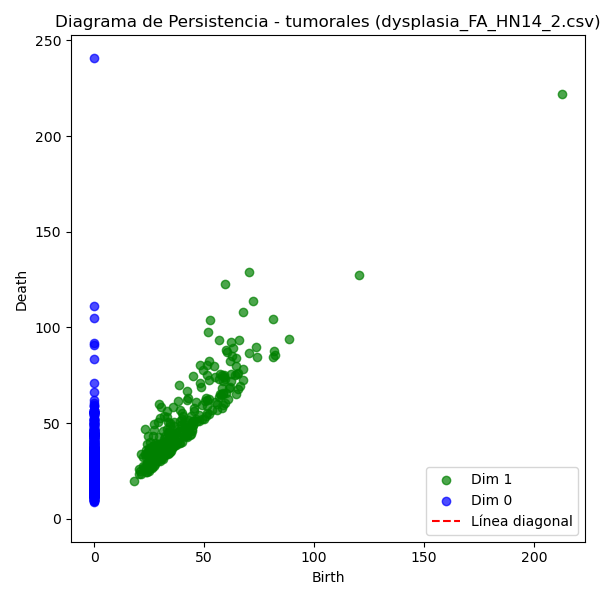 Diagrama de Persistencia - tumorales (dysplasia_FA_HN14_2.csv)
250
200
150
100
50
0
Death
0 50 100 150 200
Birth
Dim 1
Dim 0
Línea diagonal